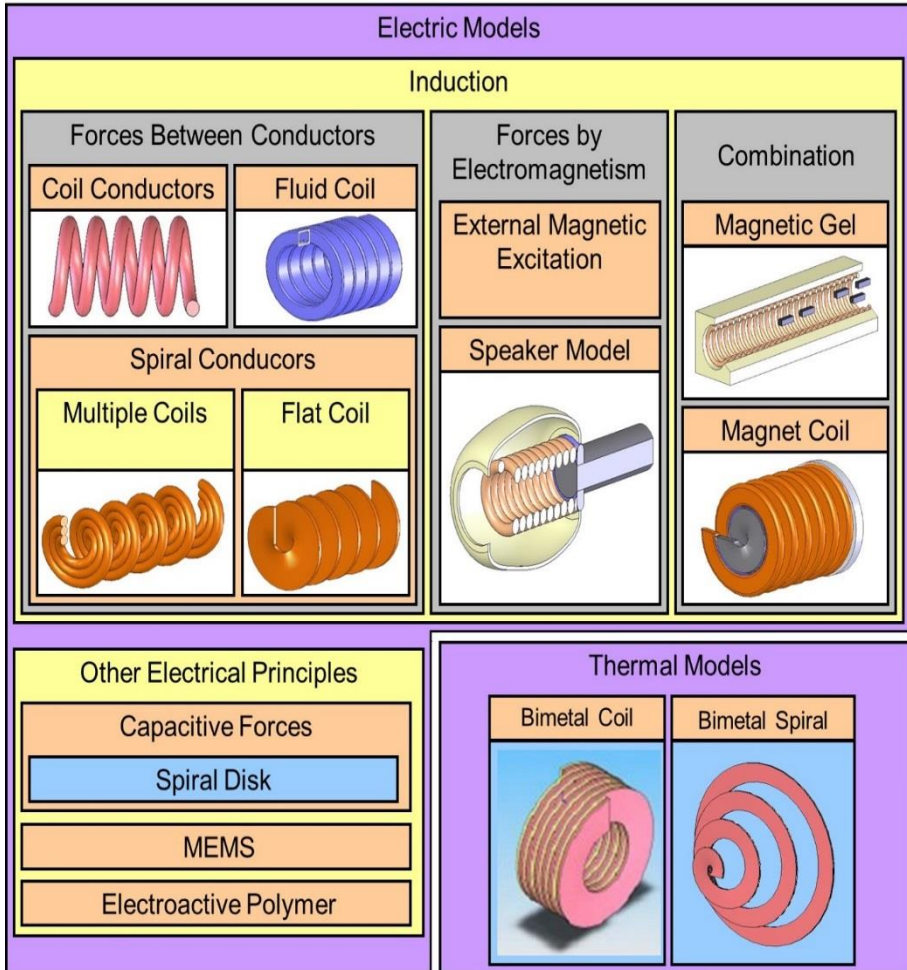 Electric Models
Induction
Forces Between Conductors
Coil Conductors
Fluid Coil
Spiral Conducors
Multiple Coils
Flat Coil
Forces by
Electromagnetism
External Magnetic
Excitation
Speaker Model
Combination
Magnetic Gel
Magnet Coil
Other Electrical Principles
Capacitive Forces
Spiral Disk
MEMS
Electroactive Polymer
Thermal Models
Bimetal Coil
Bimetal Spiral